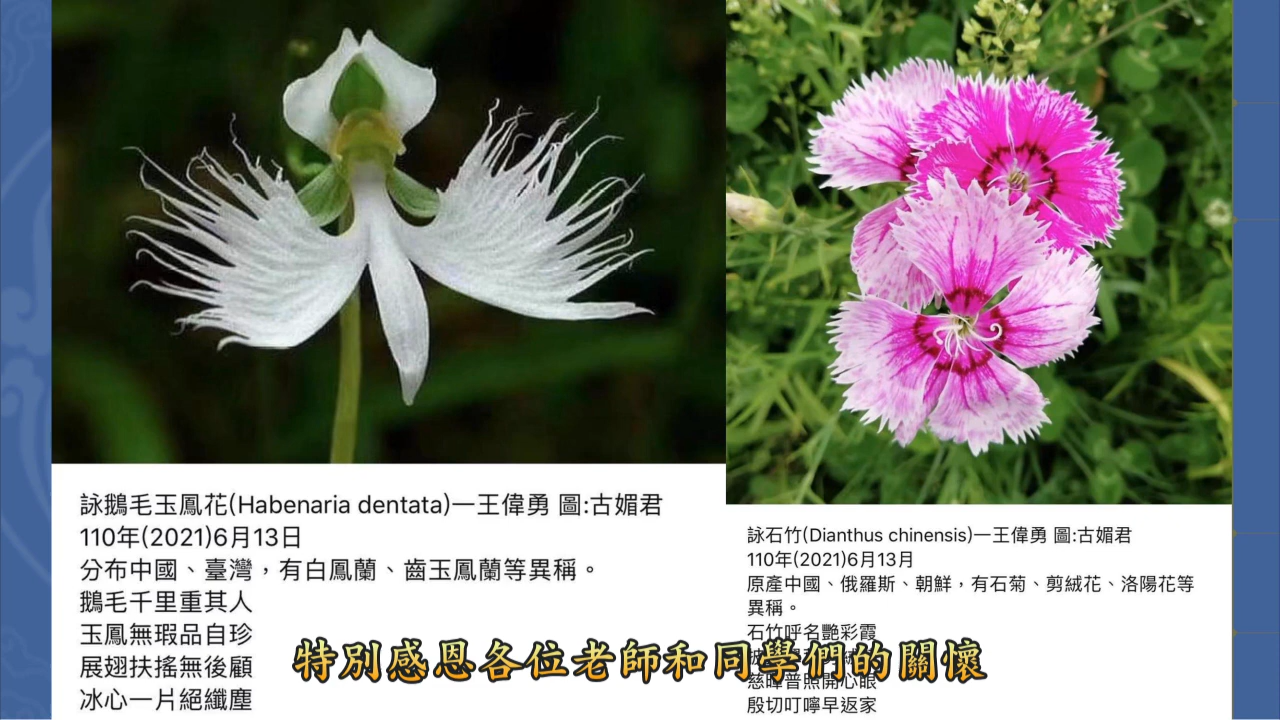 詠鵝毛玉鳳花(Habenaria dentata)一王偉勇 圖:古媚君
110年(2021)6月13日
分布中國、臺灣，有白鳳蘭、齒玉鳳蘭等異稱。
鵝毛千里重其人
玉鳳無瑕品自珍
展翅扶搖無後顧
冰心一片絕纖塵
詠石竹(Dianthus chinensis)一王偉勇 圖:古媚君
110年(2021)6月13月
原產中國、俄羅斯、朝鮮，有石菊、剪絨花、洛陽花等
異稱。
石竹呼名艷彩霞
慈暉普照開心眼
殷切叮嚀早返家
特別感恩各位老師和同學們的關懷